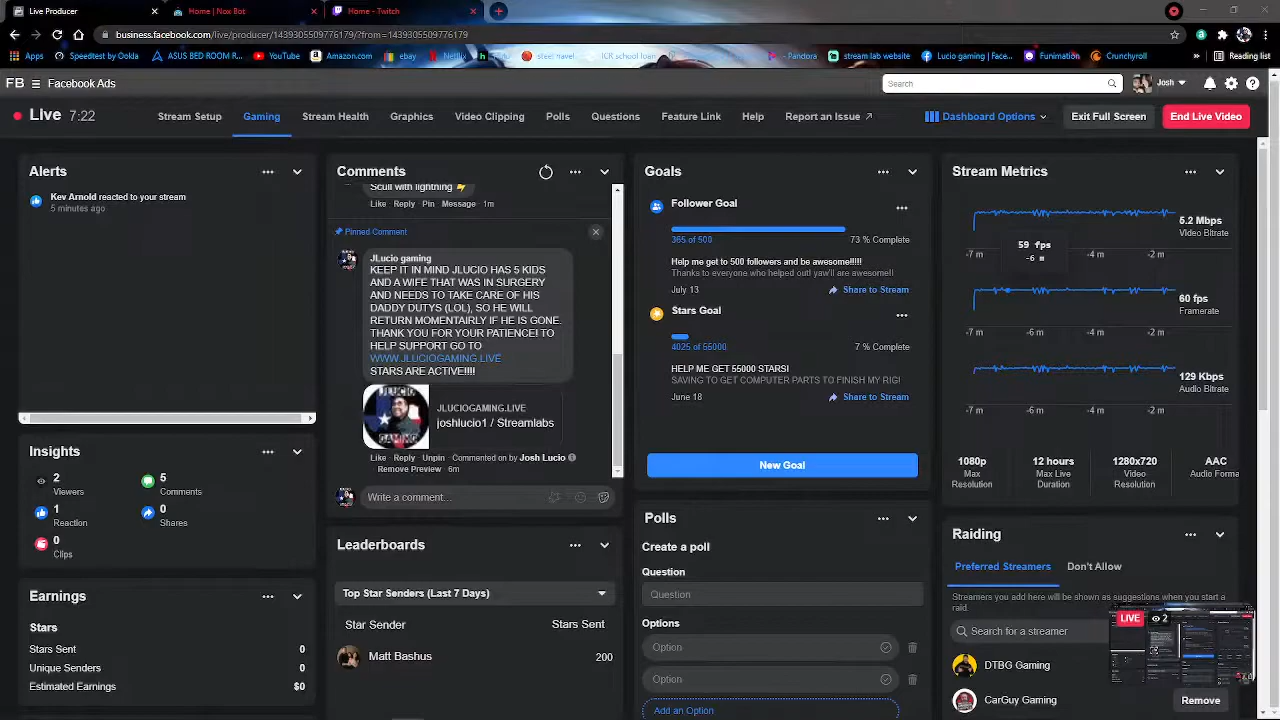 Live Producer
Home | Nox Bot
Home - Twitch
Apps
Speedtest by Ookla
ASUS BED ROOM R...
YouTube
Amazon.com
ebay
Netflix
- Pandora
stream lab website
Lucio gaming | Face...
Funimation
Crunchyroll
Reading list
FB
Facebook Ads
Search
Josh
Live 7:22
Stream Setup
Gaming
Stream Health
Graphics
Video Clipping
Polls
Questions
Feature Link
Help
Report an Issue
Dashboard Options
Exit Full Screen
End Live Video
Alerts
Kev Arnold reacted to your stream
5 minutes ago
Insights
2
Viewers
5
Comments
1
Reaction
0
Shares
0
Clips
Earnings
Stars
Stars Sent 0
Unique Senders 0
Comments
Scull with lightning ⚡
Like · Reply · Pin · Message · 1m
Pinned Comment
JLucio gaming
KEEP IT IN MIND JLUCIO HAS 5 KIDS
AND A WIFE THAT WAS IN SURGERY
AND NEEDS TO TAKE CARE OF HIS
DADDY DUTYS (LOL), SO HE WILL
RETURN MOMENTAIRLY IF HE IS GONE.
THANK YOU FOR YOUR PATIENCE! TO
HELP SUPPORT GO TO
WWW.JLUCIOGAMING.LIVE
STARS ARE ACTIVE!!!!
JLUCIOGAMING.LIVE
joshlucio1 / Streamlabs
Like · Reply · Unpin · Commented on by Josh Lucio
Remove Preview · 6m
Write a comment...
Leaderboards
Top Star Senders (Last 7 Days)
Star Sender
Stars Sent
Matt Bashus
200
Goals
Follower Goal
365 of 500
73 % Complete
Help me get to 500 followers and be awesome!!!!!
Thanks to everyone who helped out! yaw'll are awesome!!
July 13
Share to Stream
Stars Goal
4025 of 55000
7 % Complete
HELP ME GET 55000 STARS!
SAVING TO GET COMPUTER PARTS TO FINISH MY RIG!
June 18
Share to Stream
New Goal
Polls
Create a poll
Question
Question
Options
Option
Option
Add an Option
Stream Metrics
5.2 Mbps
Video Bitrate
59 fps
-6 m
-7 m
-4 m
-2 m
60 fps
Framerate
-7 m
-6 m
-4 m
-2 m
129 Kbps
Audio Bitrate
-7 m
-6 m
-4 m
-2 m
1080p
Max
Resolution
12 hours
Max Live
Duration
1280x720
Video
Resolution
AAC
Audio Forma
Raiding
Preferred Streamers
Don't Allow
Streamers you add here will be shown as suggestions when you start a
raid.
Search for a streamer
LIVE
2
DTBG Gaming
CarGuy Gaming
Remove